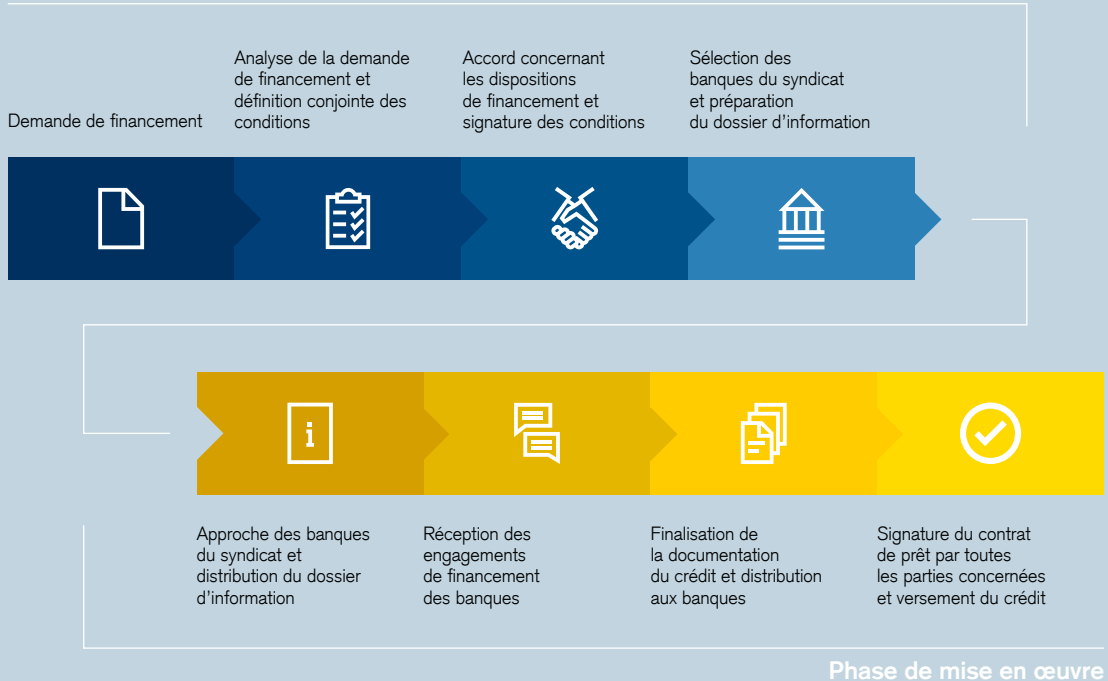 Demande de financement
Analyse de la demande
de financement et
définition conjointe des
conditions
Accord concernant
les dispositions
de financement et
signature des conditions
Sélection des
banques du syndicat
et préparation
du dossier d’information
i
Approche des banques
du syndicat et
distribution du dossier
d’information
Réception des
engagements
de financement
des banques
Finalisation de
la documentation
du crédit et distribution
aux banques
Signature du contrat
de prêt par toutes
les parties concernées
et versement du crédit
Phase de mise en œuvre